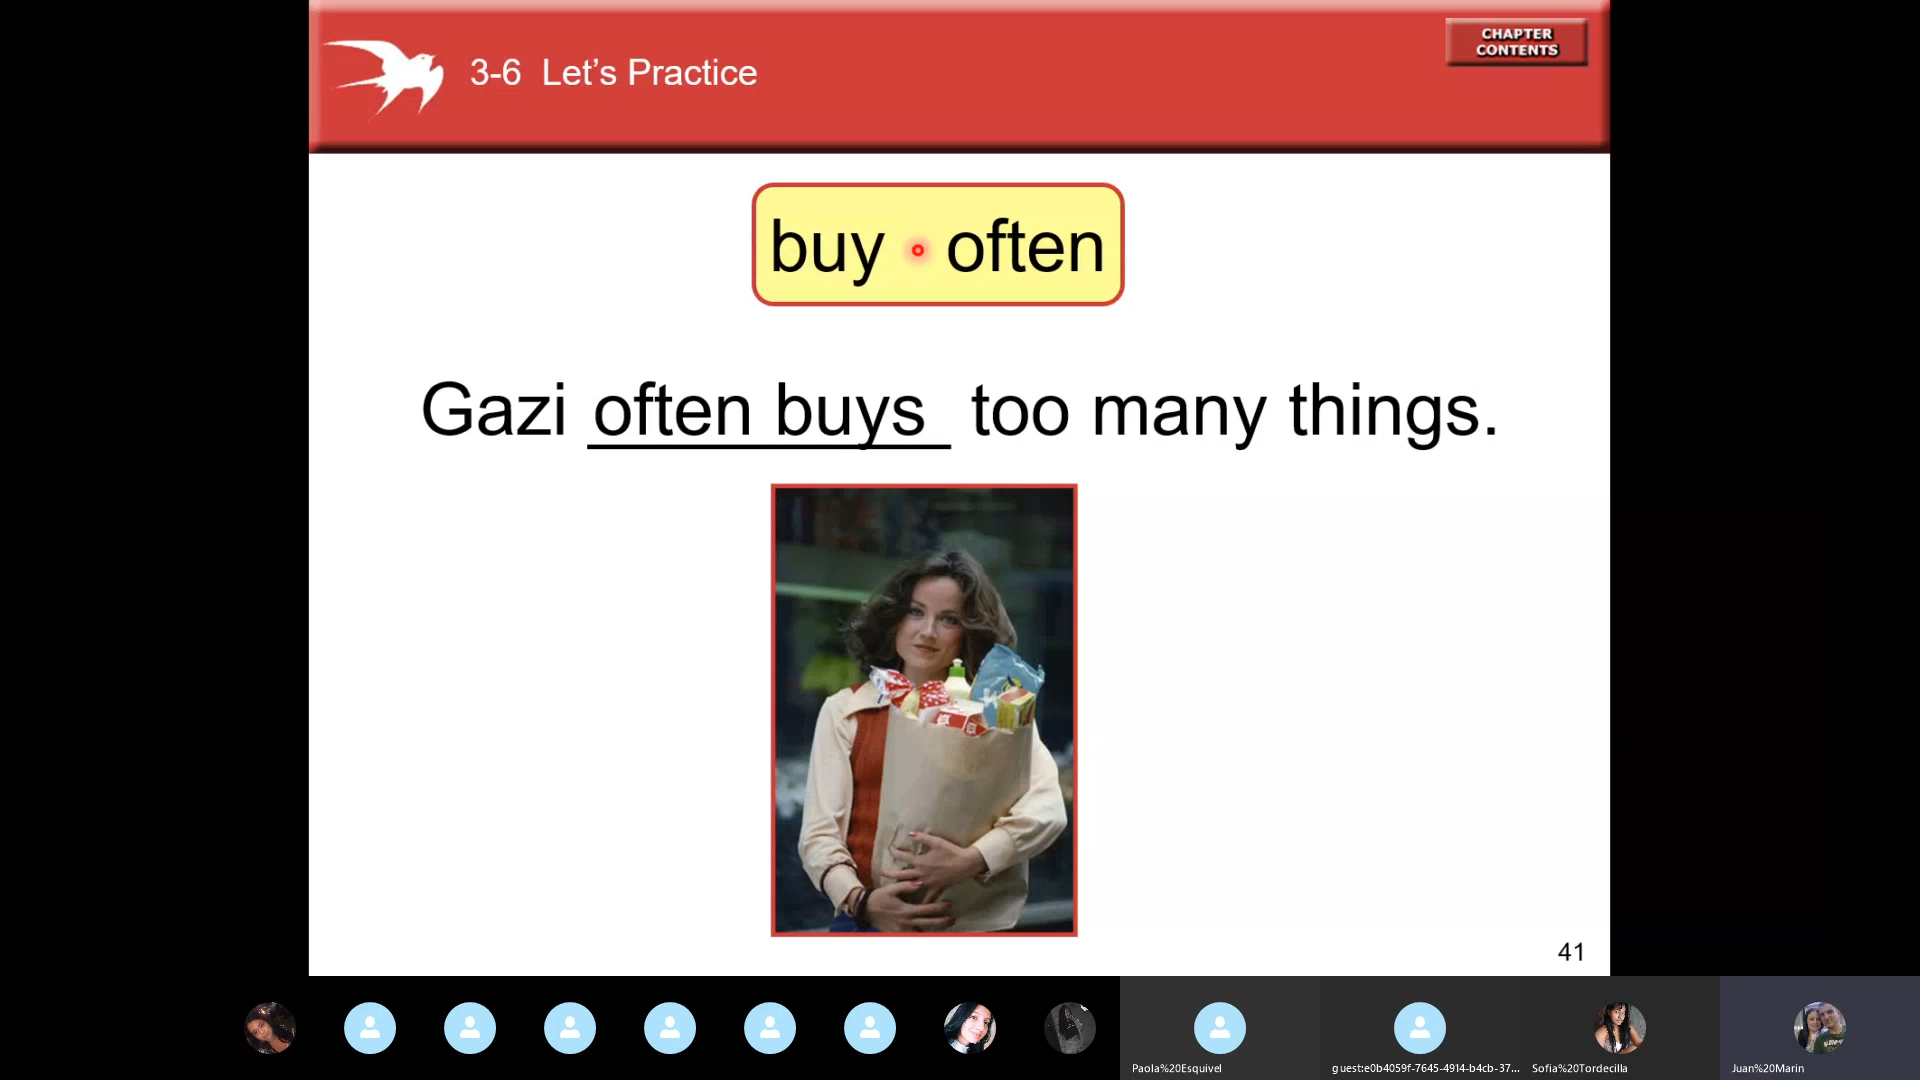 CHAPTER
CONTENTS
3-6 Let's Practice
buy often
Gazi often buys too many things.
41
Paola%20Esquivel
guest:e0b4059f-7645-4914-b4cb-37...
Sofia%20Tordecilla
Juan%20Marin